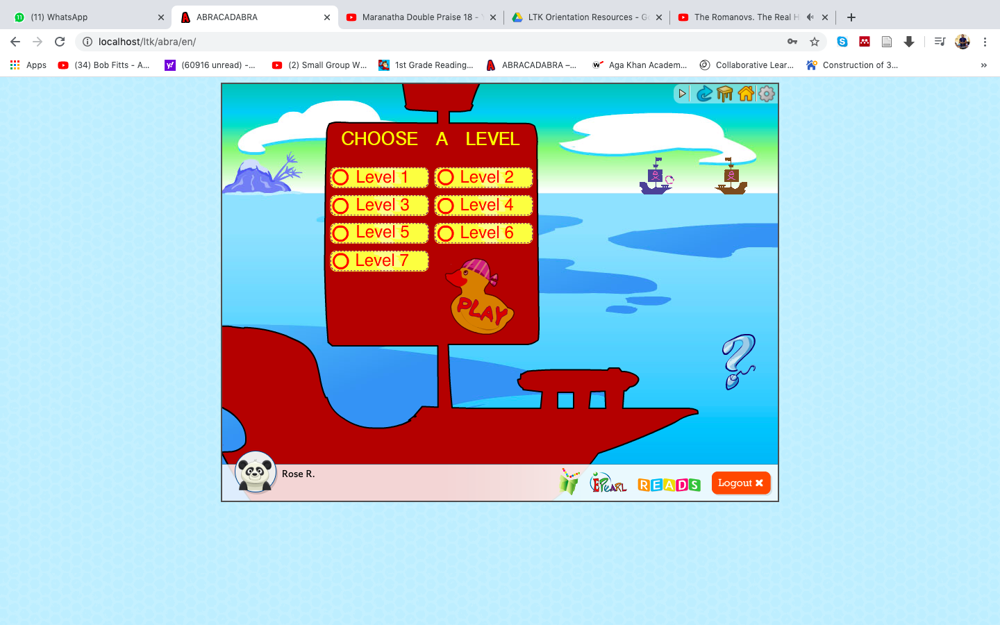 (11) WhatsApp
ABRACADABRA
Maranatha Double Praise 18 -
LTK Orientation Resources - G
The Romanovs. The Real H
localhost/ltk/abra/en/
Apps
(34) Bob Fitts - A...
(60916 unread) -...
(2) Small Group W...
1st Grade Reading...
ABRACADABRA –...
Aga Khan Academ...
Collaborative Lear...
Construction of 3...
»
CHOOSE A LEVEL
Level 1
Level 2
Level 3
Level 4
Level 5
Level 6
Level 7
PLAY
Rose R.
EPEARL
READS
Logout ✖